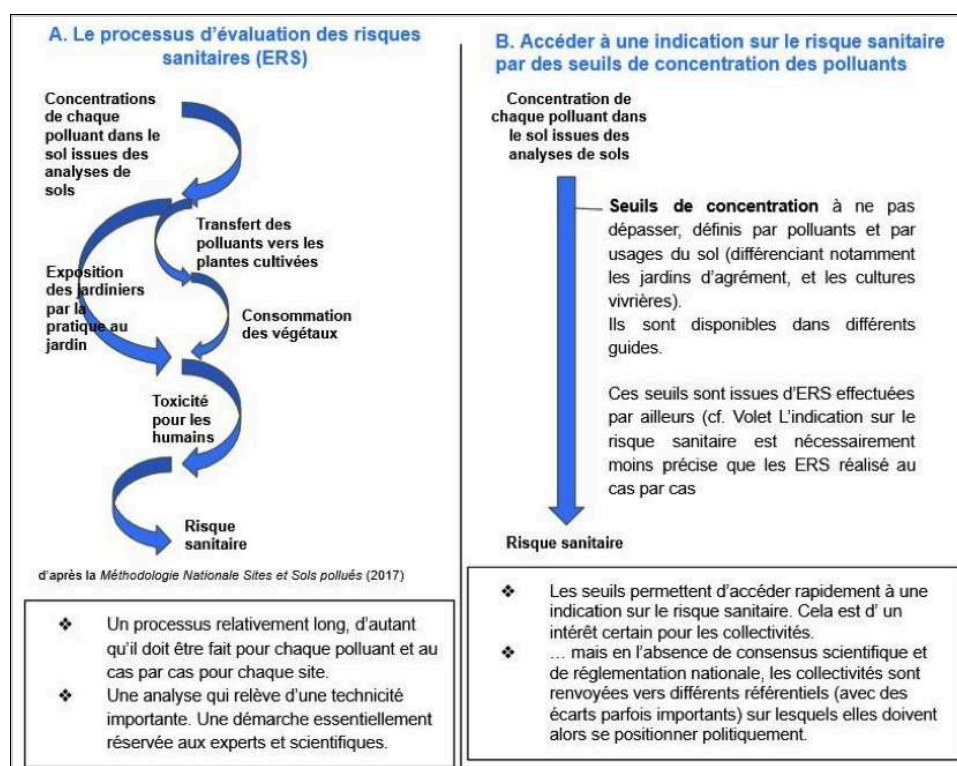 A. Le processus d'évaluation des risques
sanitaires (ERS)
Concentrations
de chaque
polluant dans le
sol issues des
analyses de
sols
Transfert des
polluants vers les
plantes cultivées
Exposition
des jardiniers
par la
pratique au
jardin
Consommation
des végétaux
Toxicité
pour les
humains
Risque
sanitaire
d'après la Méthodologie Nationale Sites et Sols pollués (2017)
❖ Un processus relativement long, d'autant
qu'il doit être fait pour chaque polluant et au
cas par cas pour chaque site.
❖ Une analyse qui relève d'une technicité
importante. Une démarche essentiellement
réservée aux experts et scientifiques.
B. Accéder à une indication sur le risque sanitaire
par des seuils de concentration des polluants
Concentration de
chaque polluant dans
le sol issues des
analyses de sols
Seuils de concentration à ne pas
dépasser, définis par polluants et par
usages du sol (différenciant notamment
les jardins d'agrément, et les cultures
vivrières).
Ils sont disponibles dans différents
guides.
Ces seuils sont issues d'ERS effectuées
par ailleurs (cf. Volet L'indication sur le
risque sanitaire est nécessairement
moins précise que les ERS réalisé au
cas par cas
Risque sanitaire
❖ Les seuils permettent d'accéder rapidement à une
indication sur le risque sanitaire. Cela est d' un
intérêt certain pour les collectivités.
❖ … mais en l'absence de consensus scientifique et
de réglementation nationale, les collectivités sont
renvoyées vers différents référentiels (avec des
écarts parfois importants) sur lesquels elles doivent
alors se positionner politiquement.